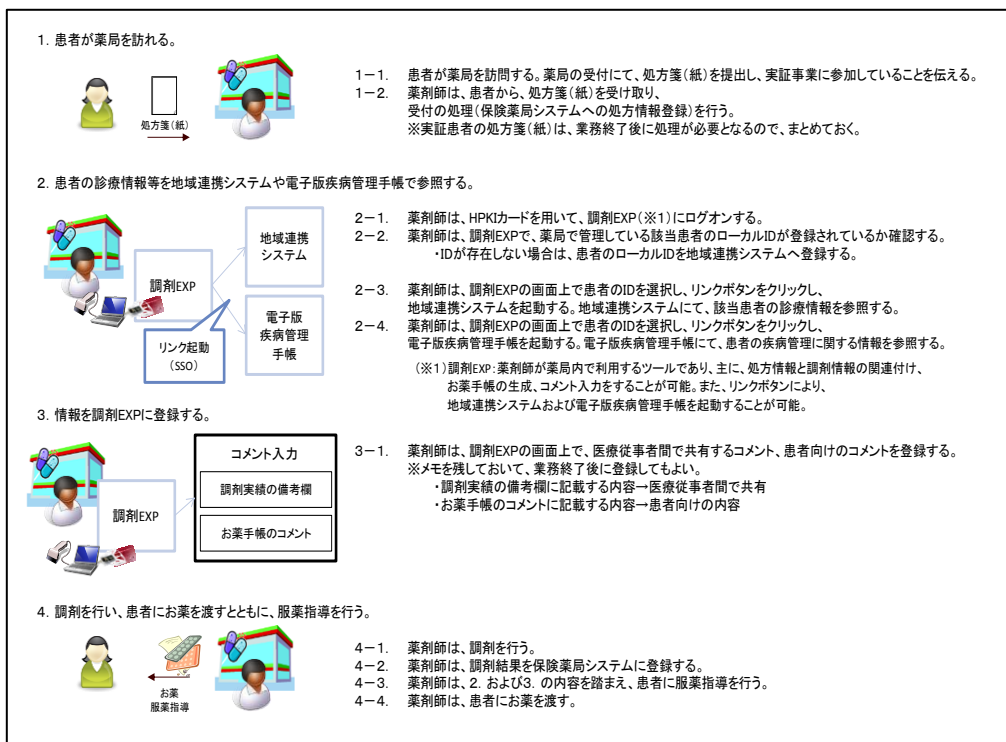 1．患者が薬局を訪れる。
処方箋（紙）
1－1．　患者が薬局を訪問する。薬局の受付にて、処方箋（紙）を提出し、実証事業に参加していることを伝える。
1－2．　薬剤師は、患者から、処方箋（紙）を受け取り、
受付の処理（保険薬局システムへの処方情報登録）を行う。
※実証患者の処方箋（紙）は、業務終了後に処理が必要となるので、まとめておく。
2．患者の診療情報等を地域連携システムや電子版疾病管理手帳で参照する。
調剤EXP
地域連携
システム
電子版
疾病管理
手帳
リンク起動
（SSO）
2－1．　薬剤師は、HPKIカードを用いて、調剤EXP（※1）にログオンする。
2－2．　薬剤師は、調剤EXPで、薬局で管理している該当患者のローカルIDが登録されているか確認する。
・IDが存在しない場合は、患者のローカルIDを地域連携システムへ登録する。
2－3．　薬剤師は、調剤EXPの画面上で患者のIDを選択し、リンクボタンをクリックし、
地域連携システムを起動する。地域連携システムにて、該当患者の診療情報を参照する。
2－4．　薬剤師は、調剤EXPの画面上で患者のIDを選択し、リンクボタンをクリックし、
電子版疾病管理手帳を起動する。電子版疾病管理手帳にて、患者の疾病管理に関する情報を参照する。
（※1）調剤EXP：薬剤師が薬局内で利用するツールであり、主に、処方情報と調剤情報の関連付け、
お薬手帳の生成、コメント入力をすることが可能。また、リンクボタンにより、
地域連携システムおよび電子版疾病管理手帳を起動することが可能。
3．情報を調剤EXPに登録する。
調剤EXP
コメント入力
調剤実績の備考欄
お薬手帳のコメント
3－1．　薬剤師は、調剤EXPの画面上で、医療従事者間で共有するコメント、患者向けのコメントを登録する。
※メモを残しておいて、業務終了後に登録してもよい。
・調剤実績の備考欄に記載する内容→医療従事者間で共有
・お薬手帳のコメントに記載する内容→患者向けの内容
4．調剤を行い、患者にお薬を渡すとともに、服薬指導を行う。
お薬
服薬指導
4－1．　薬剤師は、調剤を行う。
4－2．　薬剤師は、調剤結果を保険薬局システムに登録する。
4－3．　薬剤師は、2．および3．の内容を踏まえ、患者に服薬指導を行う。
4－4．　薬剤師は、患者にお薬を渡す。